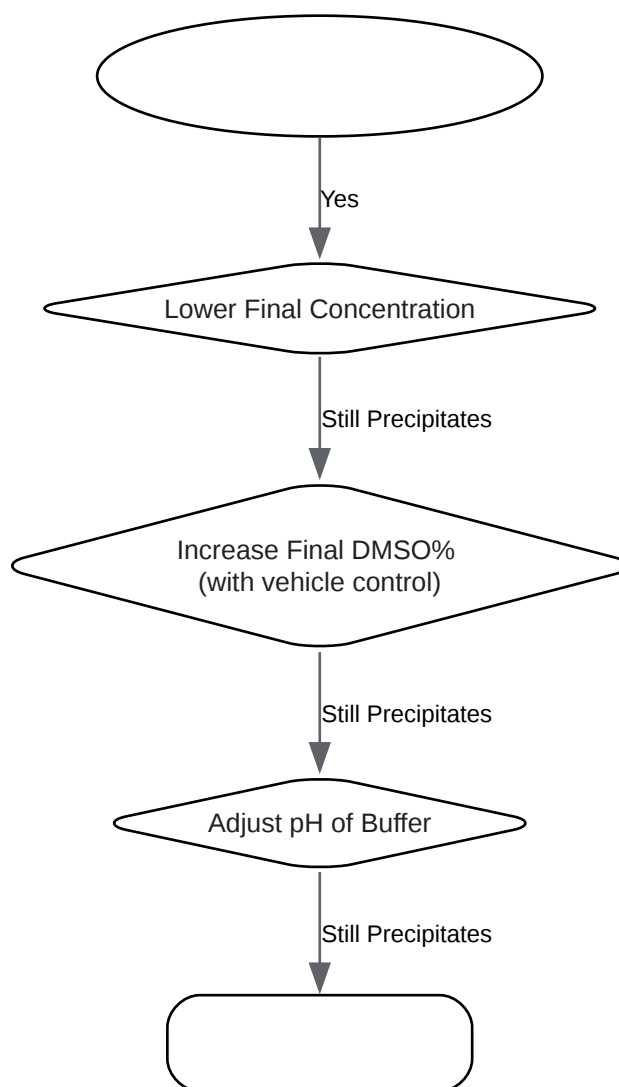 Yes
Lower Final Concentration
Still Precipitates
Increase Final DMSO%
(with vehicle control)
Still Precipitates
Adjust pH of Buffer
Still Precipitates